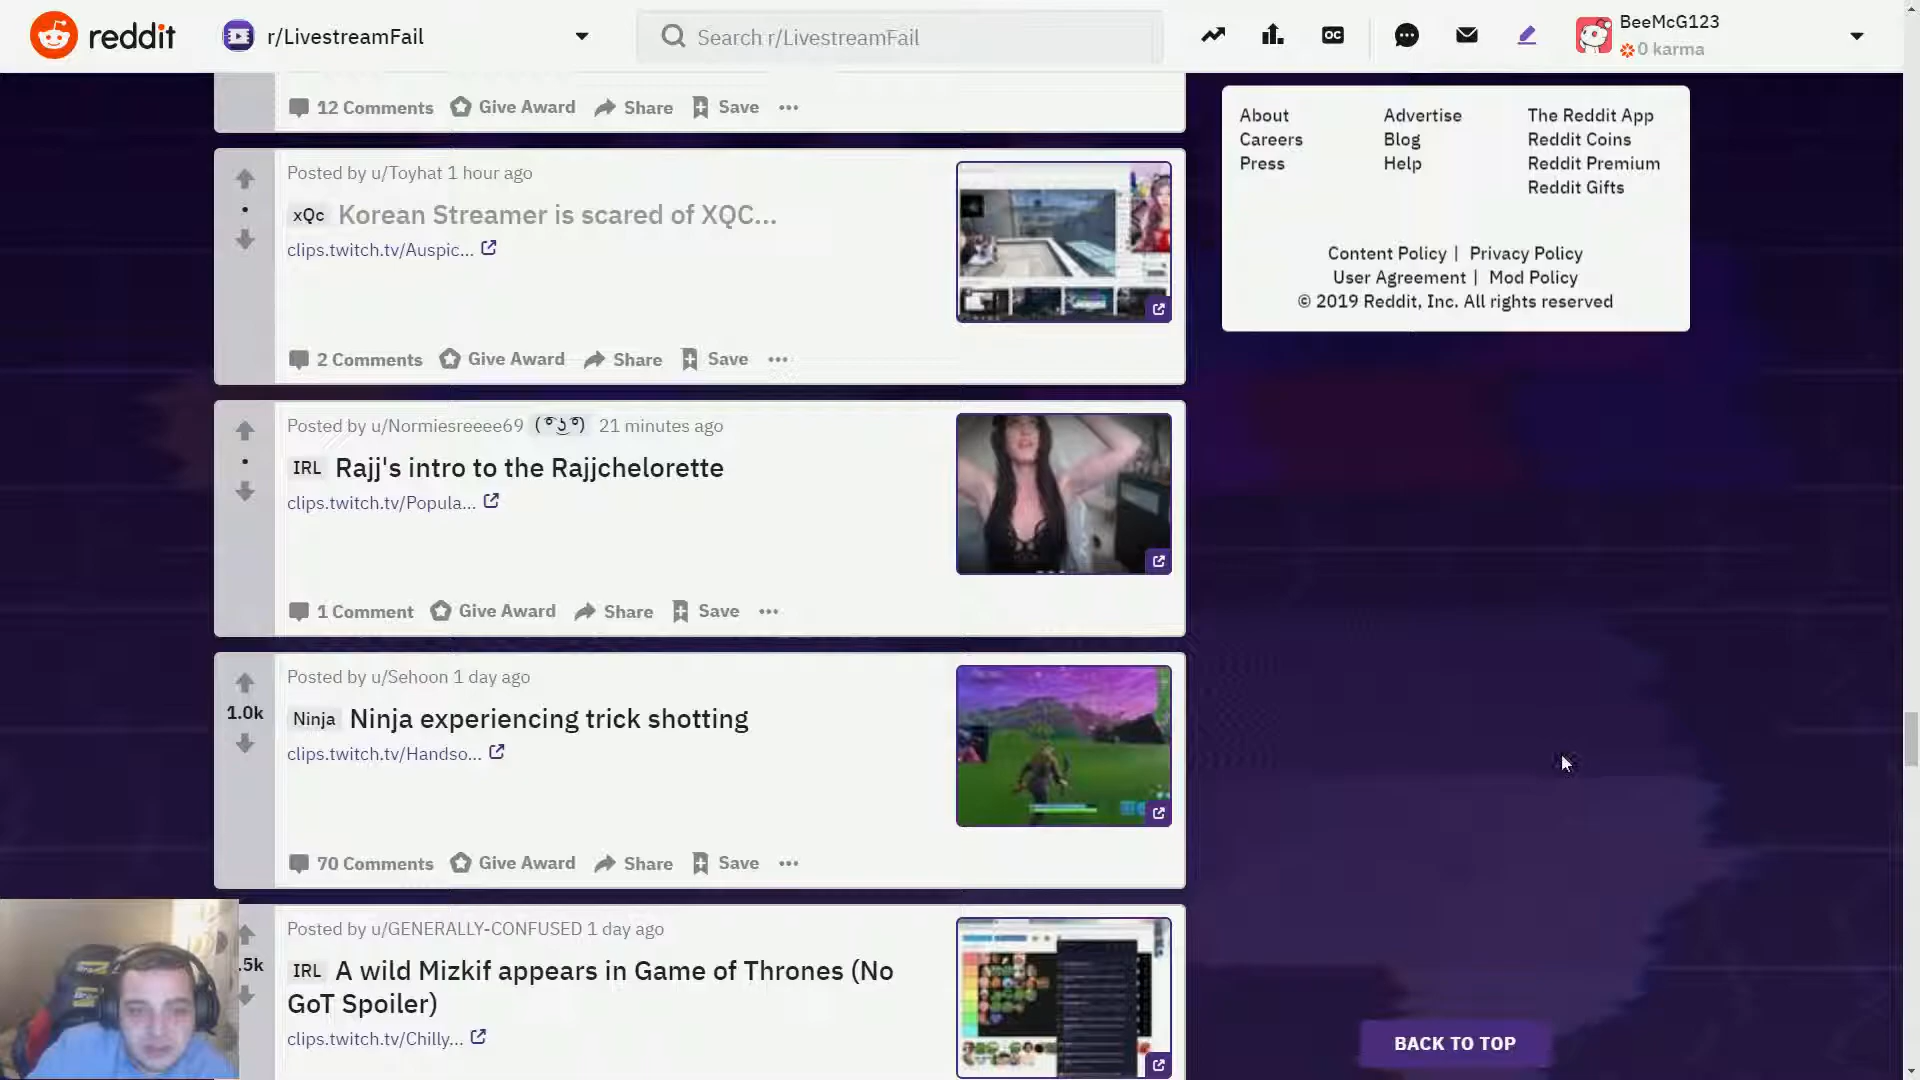 reddit
r/LivestreamFail
Search r/LivestreamFail
OC
BeeMcG123
0 karma
12 Comments Give Award Share Save
Posted by u/Toyhat 1 hour ago
xQc Korean Streamer is scared of XQC...
clips.twitch.tv/Auspic...
2 Comments Give Award Share Save
Posted by u/Normiesreeee69 ( ͡° ͜ʖ ͡°) 21 minutes ago
IRL Rajj's intro to the Rajjchelorette
clips.twitch.tv/Popula...
1 Comment Give Award Share Save
Posted by u/Sehoon 1 day ago
1.0k
Ninja Ninja experiencing trick shotting
clips.twitch.tv/Handso...
70 Comments Give Award Share Save
Posted by u/GENERALLY-CONFUSED 1 day ago
.5k
IRL A wild Mizkif appears in Game of Thrones (No
GoT Spoiler)
clips.twitch.tv/Chilly...
About Advertise The Reddit App
Careers Blog Reddit Coins
Press Help Reddit Premium
Reddit Gifts
Content Policy | Privacy Policy
User Agreement | Mod Policy
© 2019 Reddit, Inc. All rights reserved
BACK TO TOP